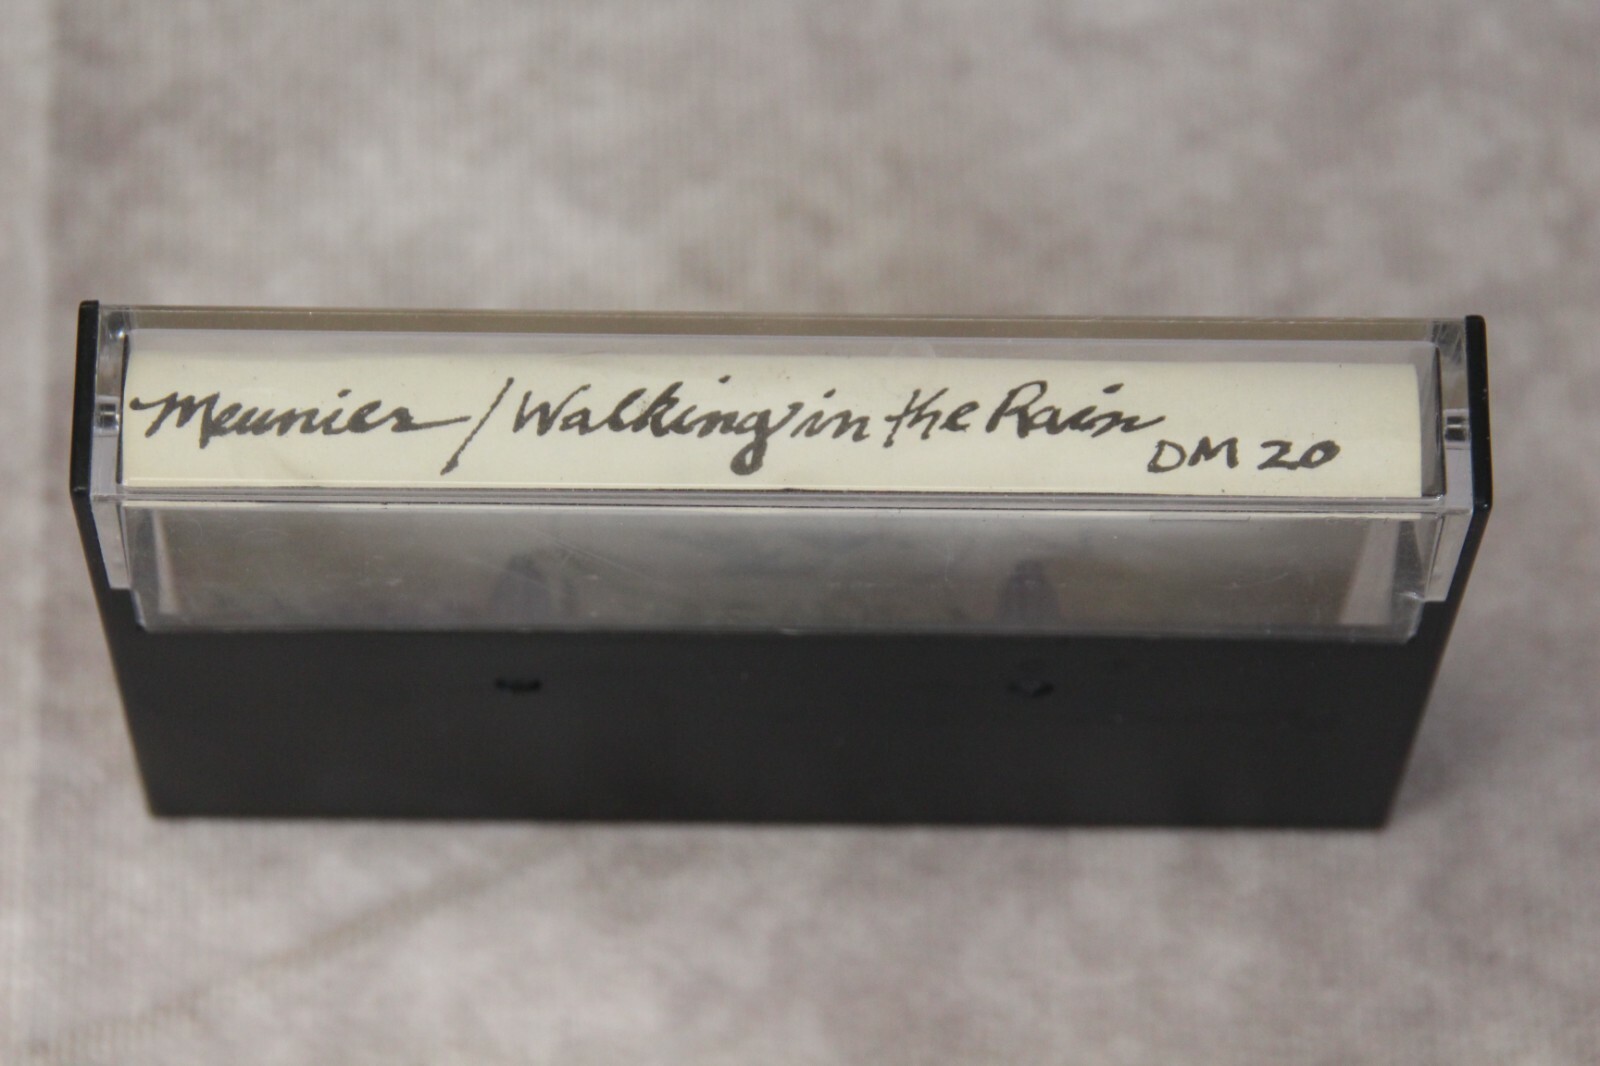 Meunier / Walking in the Rain
DM 20